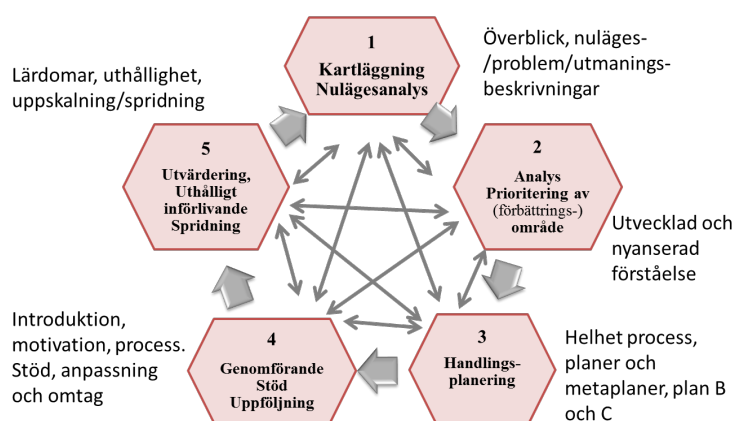 1
Kartläggning
Nulägesanalys
Överblick, nuläges-
/problem/utmanings-
beskrivningar
2
Analys
Prioritering av
(förbättrings-)
område
Utvecklad och
nyanserad
förståelse
3
Handlings-
planering
Helhet process,
planer och
metaplaner, plan B
och C
4
Genomförande
Stöd
Uppföljning
Introduktion,
motivation, process.
Stöd, anpassning
och omtag
5
Utvärdering,
Uthålligt
införlivande
Spridning
Lärdomar, uthållighet,
uppskalning/spridning